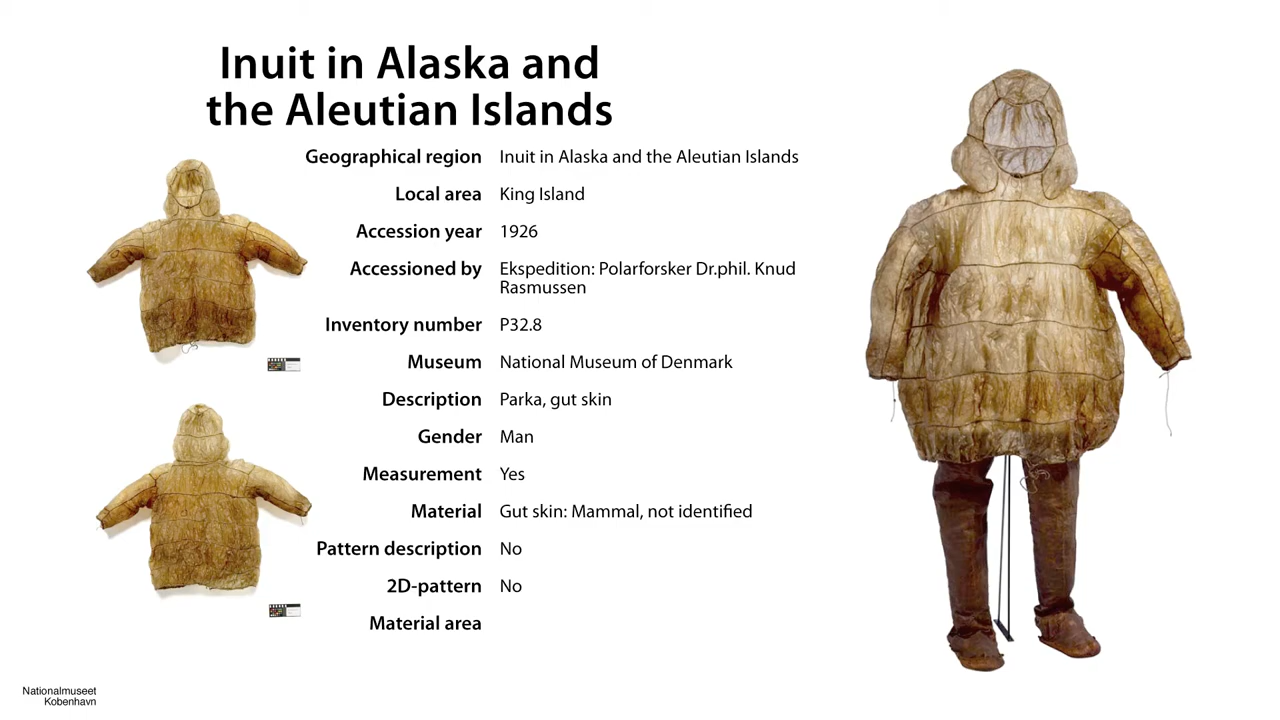 Inuit in Alaska and
the Aleutian Islands
Geographical region Inuit in Alaska and the Aleutian Islands
Local area King Island
Accession year 1926
Accessioned by Ekspedition: Polarforsker Dr.phil. Knud
Rasmussen
Inventory number P32.8
Museum National Museum of Denmark
Description Parka, gut skin
Gender Man
Measurement Yes
Material Gut skin: Mammal, not identified
Pattern description No
2D-pattern No
Material area
Nationalmuseet
Kobenhavn